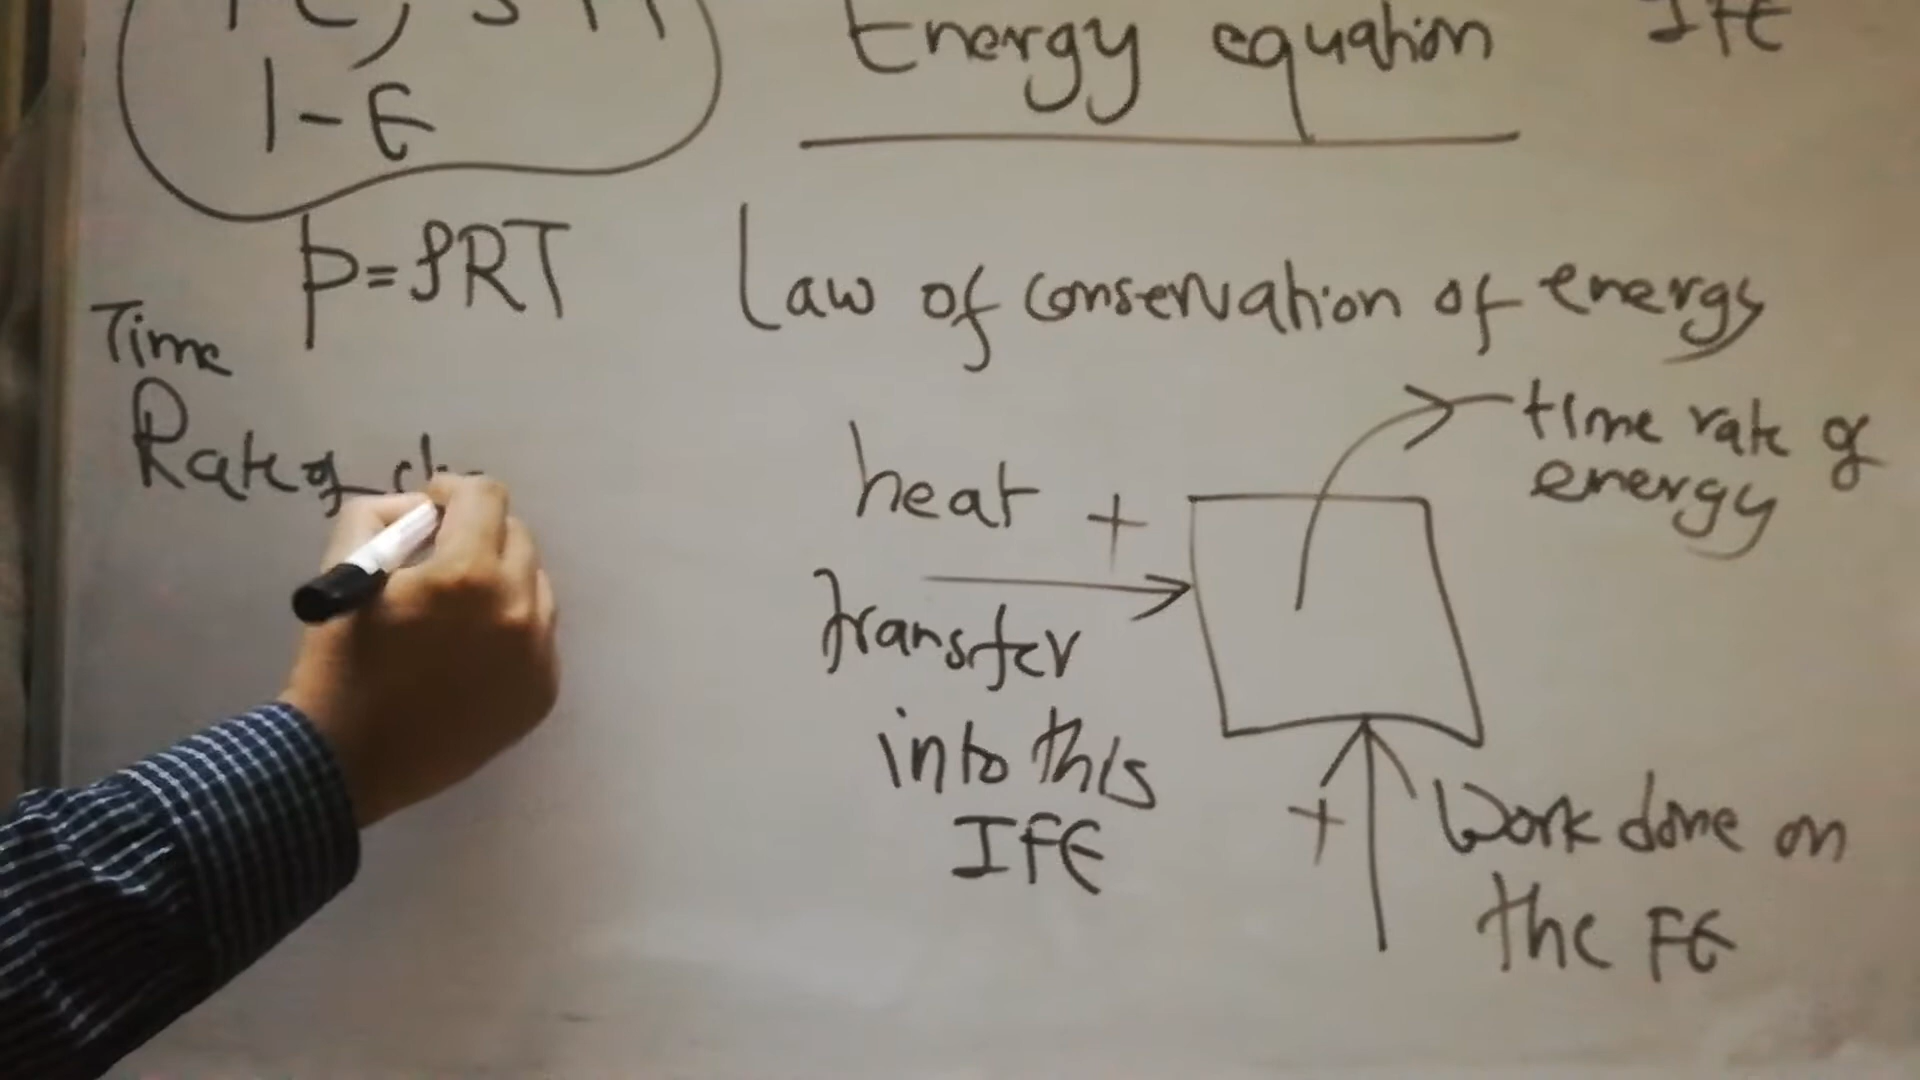 1-E
Energy equation
IFE
p=ρRT
Law of conservation of energy
Time
Rate of
heat +
transfer
into this
IFE
time rate of
energy
+
Work done on
the FE